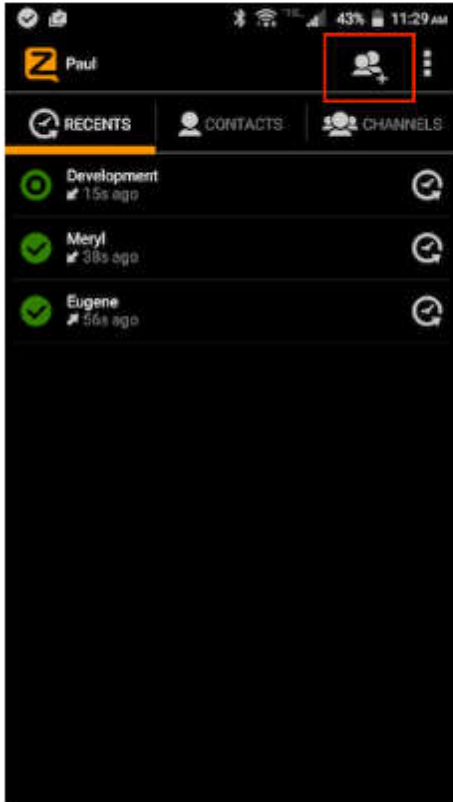 43% 11:29 AM
Paul
RECENTS CONTACTS CHANNELS
Development
15s ago
Meryl
38s ago
Eugene
56s ago